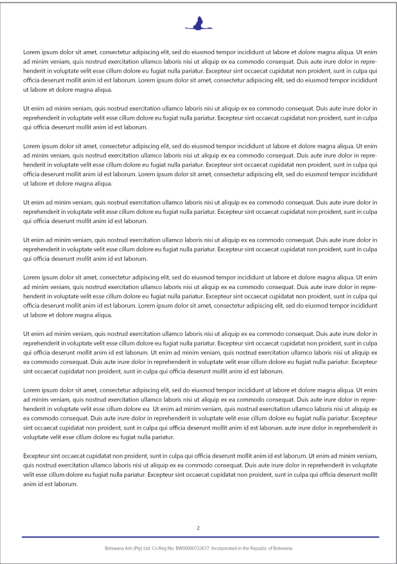 Lorem ipsum dolor sit amet, consectetur adipiscing elit, sed do eiusmod tempor incididunt ut labore et dolore magna aliqua. Ut enim
ad minim veniam, quis nostrud exercitation ullamco laboris nisi ut aliquip ex ea commodo consequat. Duis aute irure dolor in repre-
henderit in voluptate velit esse cillum dolore eu fugiat nulla pariatur. Excepteur sint occaecat cupidatat non proident, sunt in culpa qui
officia deserunt mollit anim id est laborum. Lorem ipsum dolor sit amet, consectetur adipiscing elit, sed do eiusmod tempor incididunt
ut labore et dolore magna aliqua.
Ut enim ad minim veniam, quis nostrud exercitation ullamco laboris nisi ut aliquip ex ea commodo consequat. Duis aute irure dolor in
reprehenderit in voluptate velit esse cillum dolore eu fugiat nulla pariatur. Excepteur sint occaecat cupidatat non proident, sunt in culpa
qui officia deserunt mollit anim id est laborum.
Lorem ipsum dolor sit amet, consectetur adipiscing elit, sed do eiusmod tempor incididunt ut labore et dolore magna aliqua. Ut enim
ad minim veniam, quis nostrud exercitation ullamco laboris nisi ut aliquip ex ea commodo consequat. Duis aute irure dolor in repre-
henderit in voluptate velit esse cillum dolore eu fugiat nulla pariatur. Excepteur sint occaecat cupidatat non proident, sunt in culpa qui
officia deserunt mollit anim id est laborum. Lorem ipsum dolor sit amet, consectetur adipiscing elit, sed do eiusmod tempor incididunt
ut labore et dolore magna aliqua.
Ut enim ad minim veniam, quis nostrud exercitation ullamco laboris nisi ut aliquip ex ea commodo consequat. Duis aute irure dolor in
reprehenderit in voluptate velit esse cillum dolore eu fugiat nulla pariatur. Excepteur sint occaecat cupidatat non proident, sunt in culpa
qui officia deserunt mollit anim id est laborum.
Ut enim ad minim veniam, quis nostrud exercitation ullamco laboris nisi ut aliquip ex ea commodo consequat. Duis aute irure dolor in
reprehenderit in voluptate velit esse cillum dolore eu fugiat nulla pariatur. Excepteur sint occaecat cupidatat non proident, sunt in culpa
qui officia deserunt mollit anim id est laborum.
Lorem ipsum dolor sit amet, consectetur adipiscing elit, sed do eiusmod tempor incididunt ut labore et dolore magna aliqua. Ut enim
ad minim veniam, quis nostrud exercitation ullamco laboris nisi ut aliquip ex ea commodo consequat. Duis aute irure dolor in repre-
henderit in voluptate velit esse cillum dolore eu fugiat nulla pariatur. Excepteur sint occaecat cupidatat non proident, sunt in culpa qui
officia deserunt mollit anim id est laborum. Lorem ipsum dolor sit amet, consectetur adipiscing elit, sed do eiusmod tempor incididunt
ut labore et dolore magna aliqua.
Ut enim ad minim veniam, quis nostrud exercitation ullamco laboris nisi ut aliquip ex ea commodo consequat. Duis aute irure dolor in
reprehenderit in voluptate velit esse cillum dolore eu fugiat nulla pariatur. Excepteur sint occaecat cupidatat non proident, sunt in culpa
qui officia deserunt mollit anim id est laborum. Ut enim ad minim veniam, quis nostrud exercitation ullamco laboris nisi ut aliquip ex
ea commodo consequat. Duis aute irure dolor in reprehenderit in voluptate velit esse cillum dolore eu fugiat nulla pariatur. Excepteur
sint occaecat cupidatat non proident, sunt in culpa qui officia deserunt mollit anim id est laborum.
Lorem ipsum dolor sit amet, consectetur adipiscing elit, sed do eiusmod tempor incididunt ut labore et dolore magna aliqua. Ut enim
ad minim veniam, quis nostrud exercitation ullamco laboris nisi ut aliquip ex ea commodo consequat. Duis aute irure dolor in repre-
henderit in voluptate velit esse cillum dolore eu Ut enim ad minim veniam, quis nostrud exercitation ullamco laboris nisi ut aliquip ex
ea commodo consequat. Duis aute irure dolor in reprehenderit in voluptate velit esse cillum dolore eu fugiat nulla pariatur. Excepteur
sint occaecat cupidatat non proident, sunt in culpa qui officia deserunt mollit anim id est laborum. aute irure dolor in reprehenderit in
voluptate velit esse cillum dolore eu fugiat nulla pariatur.
Excepteur sint occaecat cupidatat non proident, sunt in culpa qui officia deserunt mollit anim id est laborum. Ut enim ad minim veniam,
quis nostrud exercitation ullamco laboris nisi ut aliquip ex ea commodo consequat. Duis aute irure dolor in reprehenderit in voluptate
velit esse cillum dolore eu fugiat nulla pariatur. Excepteur sint occaecat cupidatat non proident, sunt in culpa qui officia deserunt mollit
anim id est laborum.
2
Botswana Ash (Pty) Ltd. Co Reg No: BW00000722677 .Incorporated in the Republic of Botswana